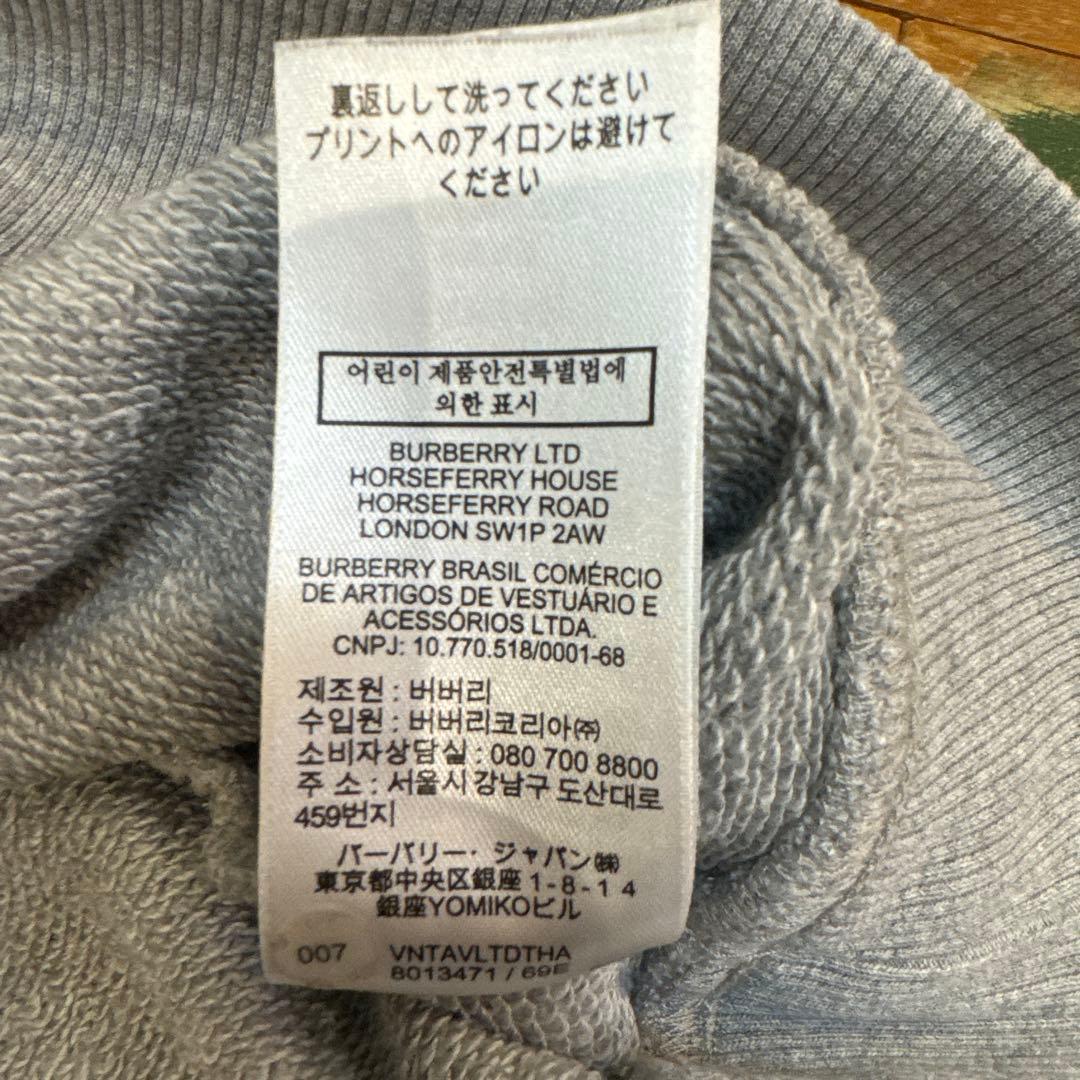 裏返しして洗ってください
プリントへのアイロンは避けて
ください
어린이 제품안전특별법에
의한 표시
BURBERRY LTD
HORSEFERRY HOUSE
HORSEFERRY ROAD
LONDON SW1P 2AW
BURBERRY BRASIL COMÉRCIO
DE ARTIGOS DE VESTUÁRIO E
ACESSÓRIOS LTDA.
CNPJ: 10.770.518/0001-68
제조원 : 버버리
수입원 : 버버리코리아㈜
소비자상담실 : 080 700 8800
주 소 : 서울시 강남구 도산대로
459번지
バーバリー・ジャパン㈱
東京都中央区銀座1-8-14
銀座YOMIKOビル
007 VNTAVLTDTHA
8013471 / 69E